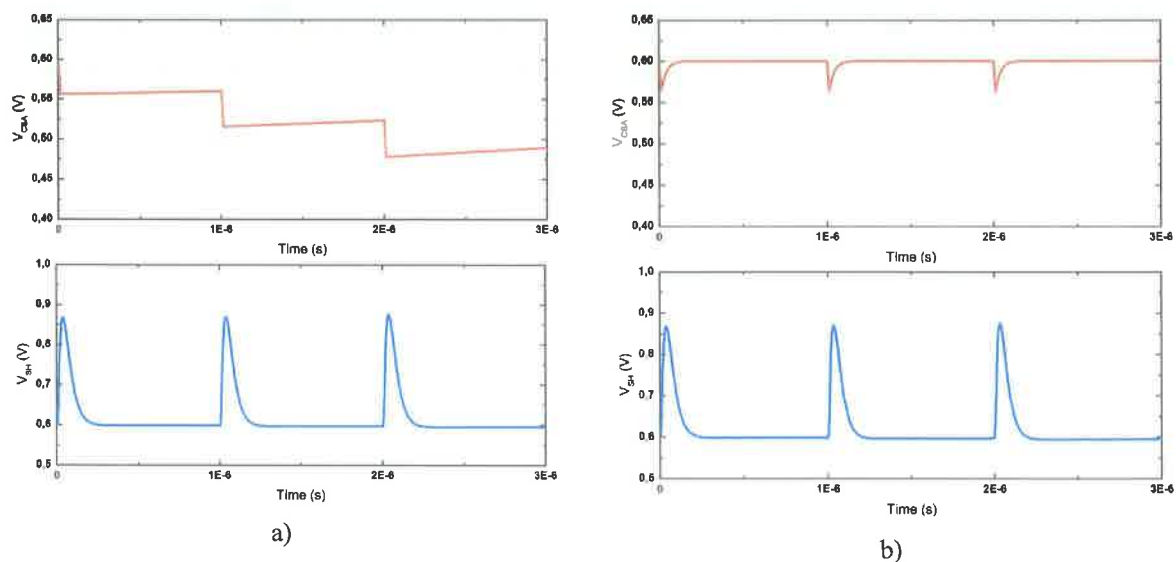 0,65
0,60
0,55
0,50
0,45
0,40
V_CSA (V)
0
1E-6
2E-6
3E-6
Time (s)
1,0
0,9
0,8
0,7
0,6
0,5
V_SH (V)
0
1E-6
2E-6
3E-6
Time (s)
a)
0,65
0,60
0,55
0,50
0,45
0,40
V_CSA (V)
0
1E-6
2E-6
3E-6
Time (s)
1,0
0,9
0,8
0,7
0,6
0,5
V_SH (V)
0
1E-6
2E-6
3E-6
Time (s)
b)